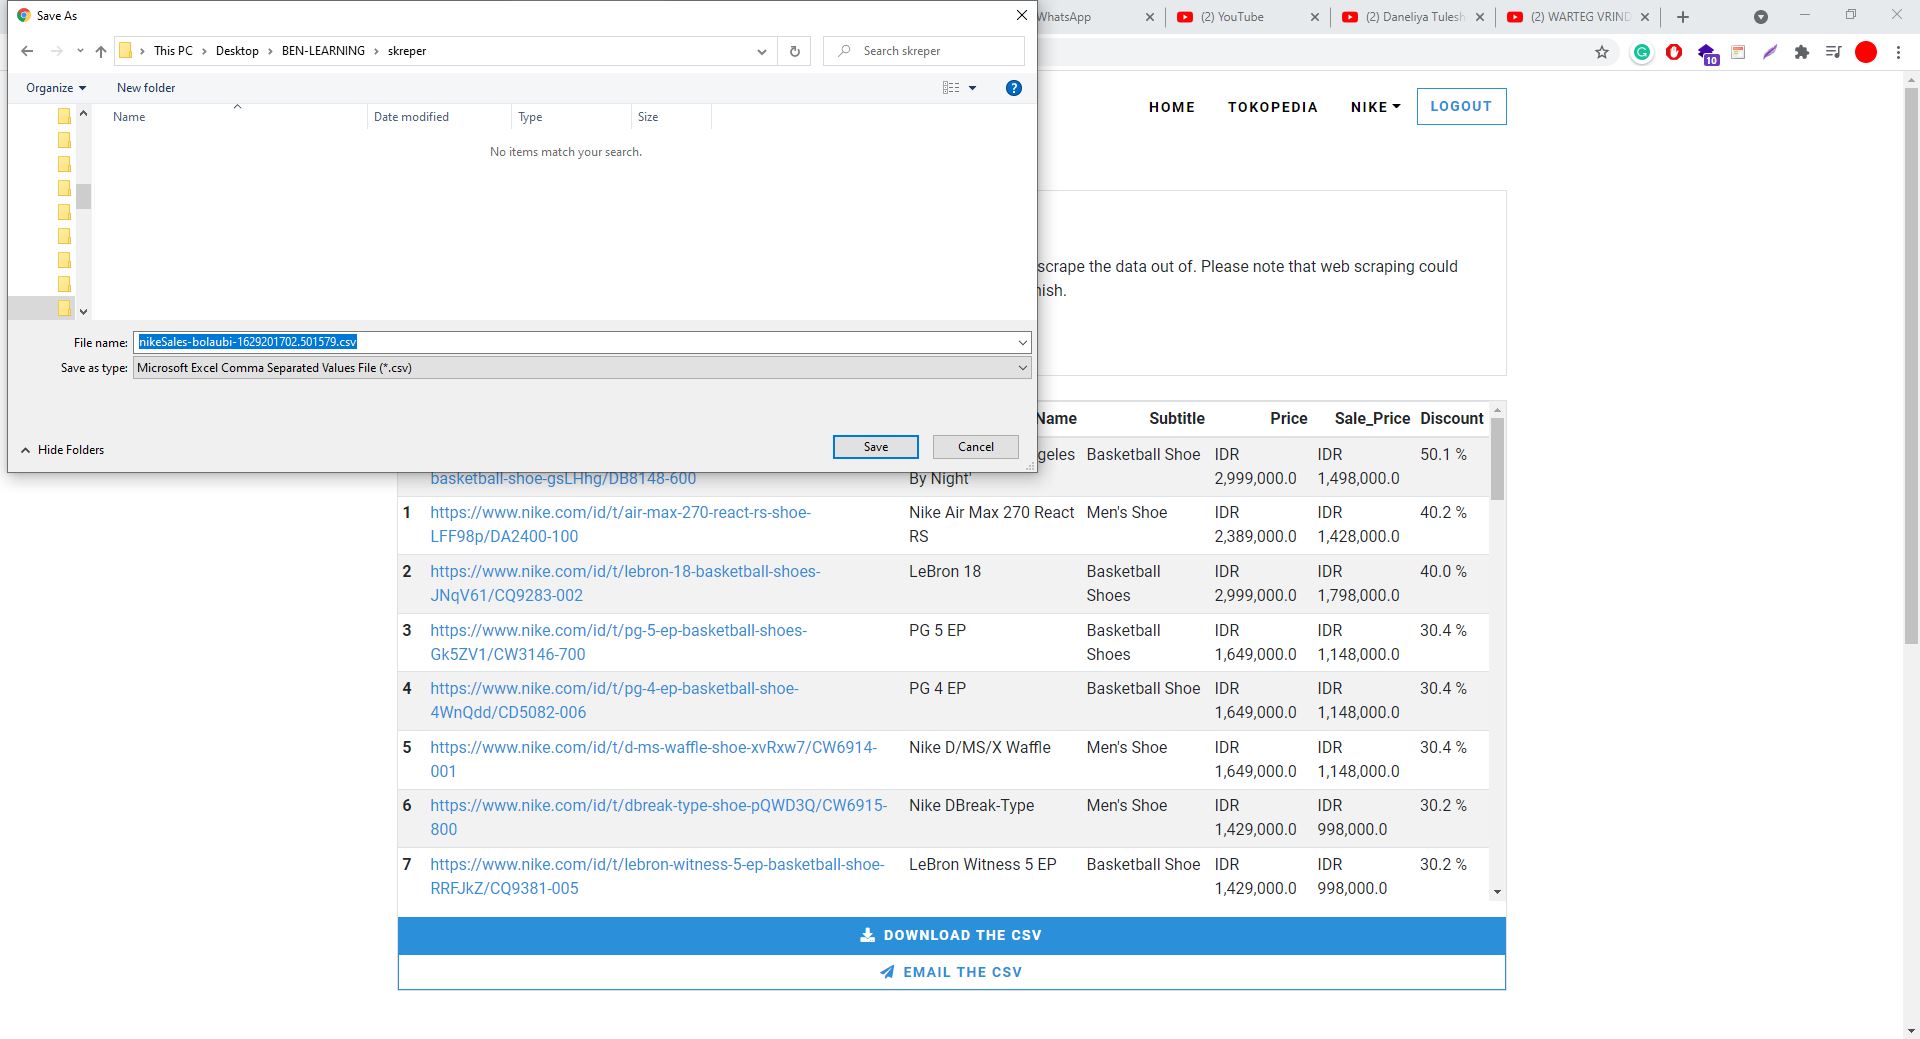 Save As
WhatsApp
(2) YouTube
(2) Daneliya Tulesh
(2) WARTEG VRIND
This PC
Desktop
BEN-LEARNING
skreper
Search skreper
10
Organize
New folder
?
Name
Date modified
Type
Size
No items match your search.
File name:
nikeSales-bolaubi-1629201702.501579.csv
Save as type:
Microsoft Excel Comma Separated Values File (*.csv)
Hide Folders
Save
Cancel
HOME
TOKOPEDIA
NIKE
LOGOUT
scrape the data out of. Please note that web scraping could
nish.
Name
Subtitle
Price
Sale_Price
Discount
geles
Basketball Shoe
IDR
IDR
50.1 %
basketball-shoe-gsLHhg/DB8148-600
By Night'
2,999,000.0
1,498,000.0
1
https://www.nike.com/id/t/air-max-270-react-rs-shoe-
Nike Air Max 270 React
Men's Shoe
IDR
IDR
40.2 %
LFF98p/DA2400-100
RS
2,389,000.0
1,428,000.0
2
https://www.nike.com/id/t/lebron-18-basketball-shoes-
LeBron 18
Basketball
IDR
IDR
40.0 %
JNqV61/CQ9283-002
Shoes
2,999,000.0
1,798,000.0
3
https://www.nike.com/id/t/pg-5-ep-basketball-shoes-
PG 5 EP
Basketball
IDR
IDR
30.4 %
Gk5ZV1/CW3146-700
Shoes
1,649,000.0
1,148,000.0
4
https://www.nike.com/id/t/pg-4-ep-basketball-shoe-
PG 4 EP
Basketball Shoe
IDR
IDR
30.4 %
4WnQdd/CD5082-006
1,649,000.0
1,148,000.0
5
https://www.nike.com/id/t/d-ms-waffle-shoe-xvRxw7/CW6914-
Nike D/MS/X Waffle
Men's Shoe
IDR
IDR
30.4 %
001
1,649,000.0
1,148,000.0
6
https://www.nike.com/id/t/dbreak-type-shoe-pQWD3Q/CW6915-
Nike DBreak-Type
Men's Shoe
IDR
IDR
30.2 %
800
1,429,000.0
998,000.0
7
https://www.nike.com/id/t/lebron-witness-5-ep-basketball-shoe-
LeBron Witness 5 EP
Basketball Shoe
IDR
IDR
30.2 %
RRFJkZ/CQ9381-005
1,429,000.0
998,000.0
DOWNLOAD THE CSV
EMAIL THE CSV